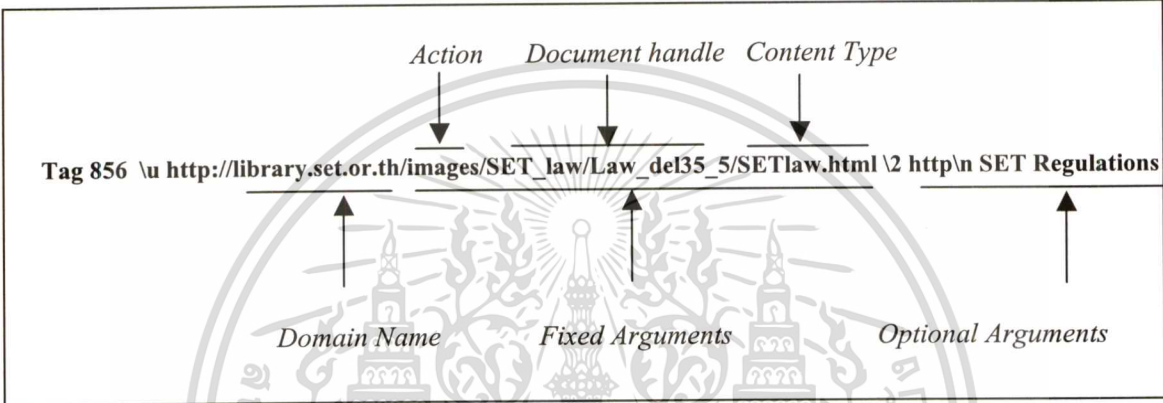 Action Document handle Content Type
Tag 856 \u http://library.set.or.th/images/SET_law/Law_del35_5/SETlaw.html \2 http\n SET Regulations
Domain Name Fixed Arguments Optional Arguments